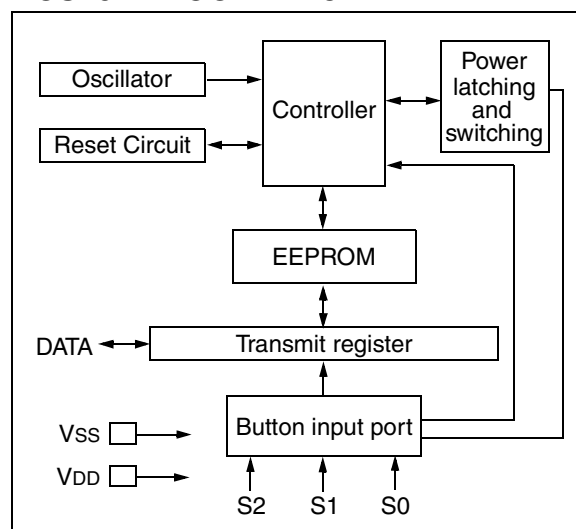 Oscillator
Reset Circuit
Controller
Power
latching
and
switching
EEPROM
DATA
Transmit register
Button input port
VSS
VDD
S2 S1 S0